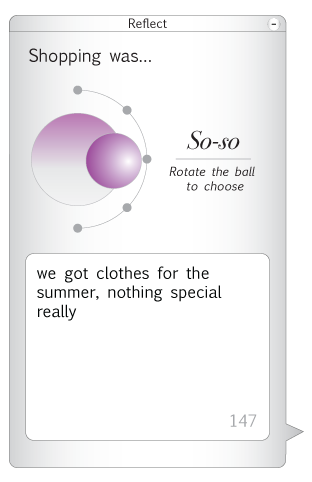 Reflect
Shopping was...
So-so
Rotate the ball
to choose
we got clothes for the
summer, nothing special
really
147